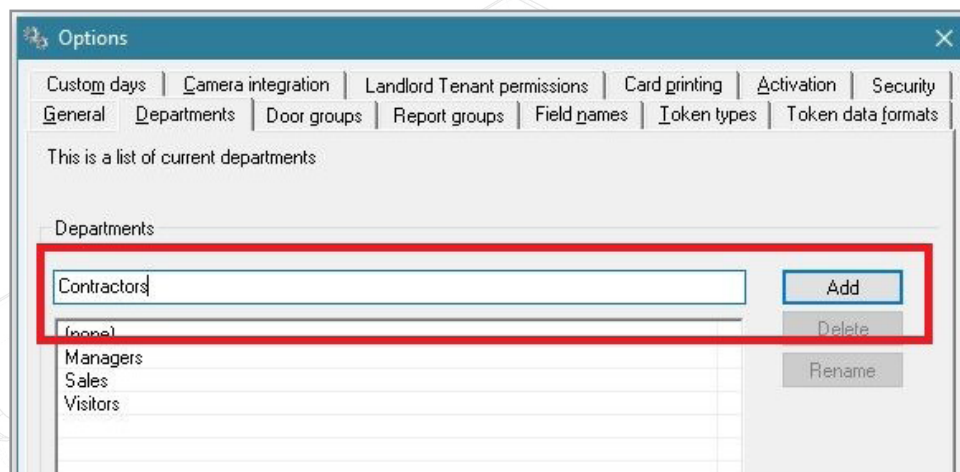 Options
Custom days Camera integration Landlord Tenant permissions Card printing Activation Security
General Departments Door groups Report groups Field names Token types Token data formats
This is a list of current departments
Departments
Contractors Add
(none) Delete
Managers
Rename
Sales
Visitors